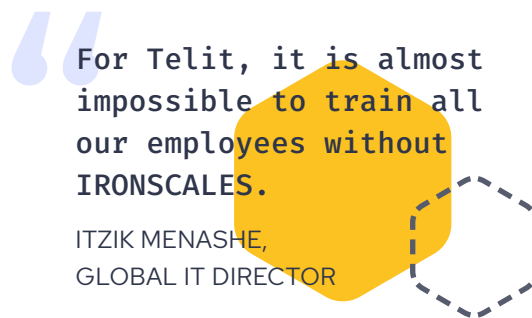 For Telit, it is almost
impossible to train all
our employees without
IRONSCALES.
ITZIK MENASHE,
GLOBAL IT DIRECTOR